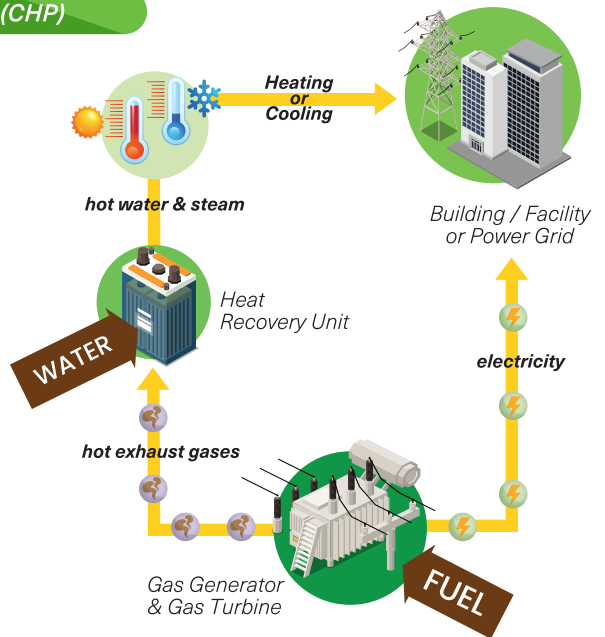 (CHP)
Heating
or
Cooling
hot water & steam
Building / Facility
or Power Grid
Heat
Recovery Unit
WATER
electricity
hot exhaust gases
Gas Generator
& Gas Turbine
FUEL